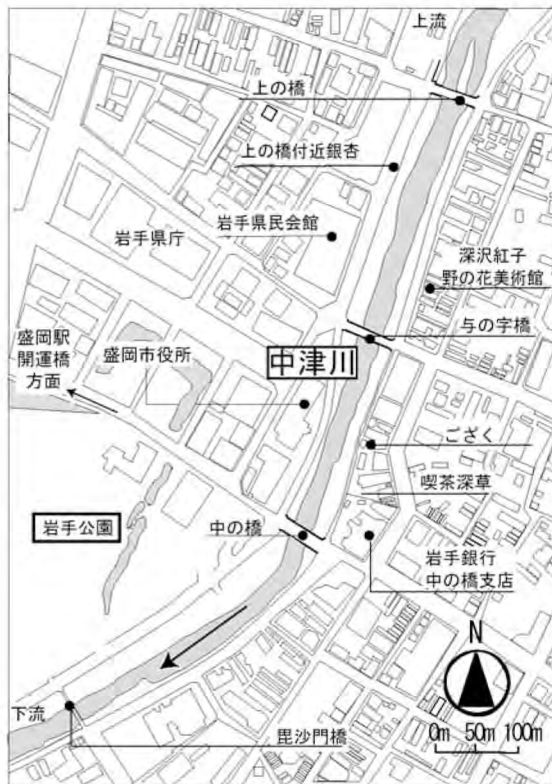 上流
上の橋
上の橋付近銀杏
岩手県民会館
岩手県庁
深沢紅子
野の花美術館
与の字橋
盛岡駅
開運橋
方面
盛岡市役所
中津川
ござく
喫茶深草
岩手公園
中の橋
岩手銀行
中の橋支店
N
0m 50m 100m
下流
毘沙門橋